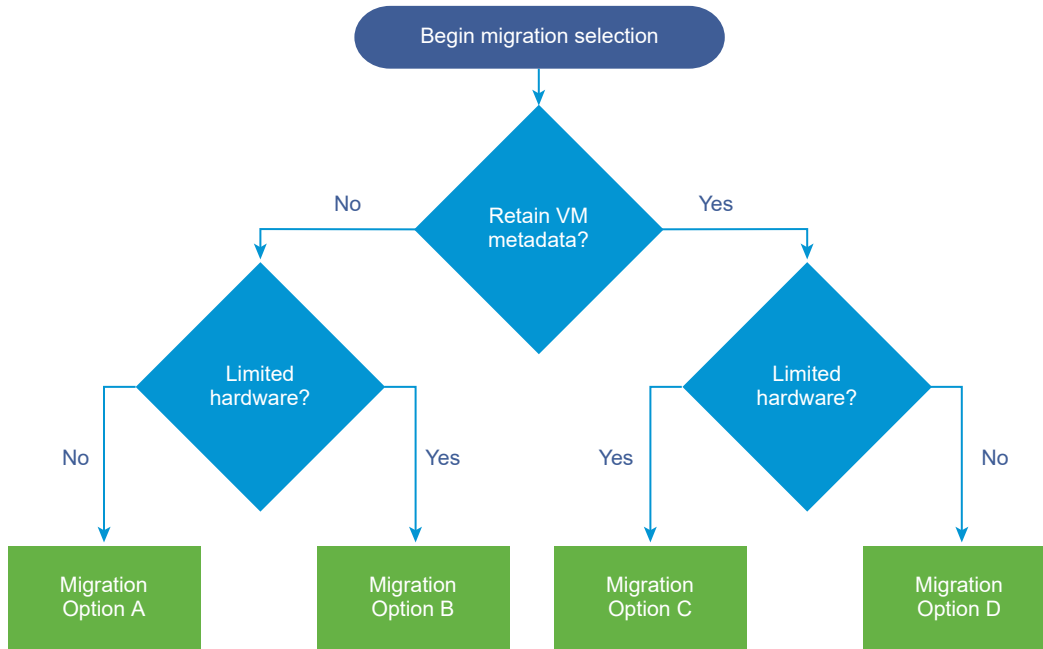 Begin migration selection
No
Yes
Retain VM
metadata?
Limited
hardware?
Limited
hardware?
No
Yes
Yes
No
Migration
Option A
Migration
Option B
Migration
Option C
Migration
Option D